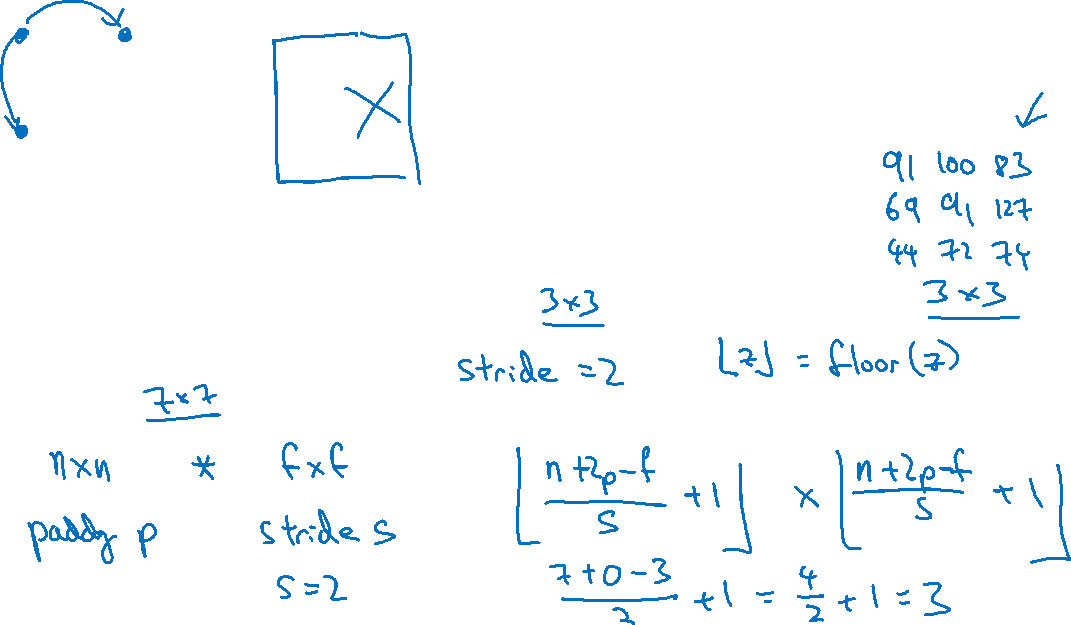 91 100 83
69 91 127
44 72 74
3×3
3×3
stride = 2
⌊z⌋ = floor(z)
7×7
n×n * f×f
⌊(n+2p-f)/s + 1⌋ × ⌊(n+2p-f)/s + 1⌋
padding p stride s
s=2
(7+0-3)/2 + 1 = 4/2 + 1 = 3